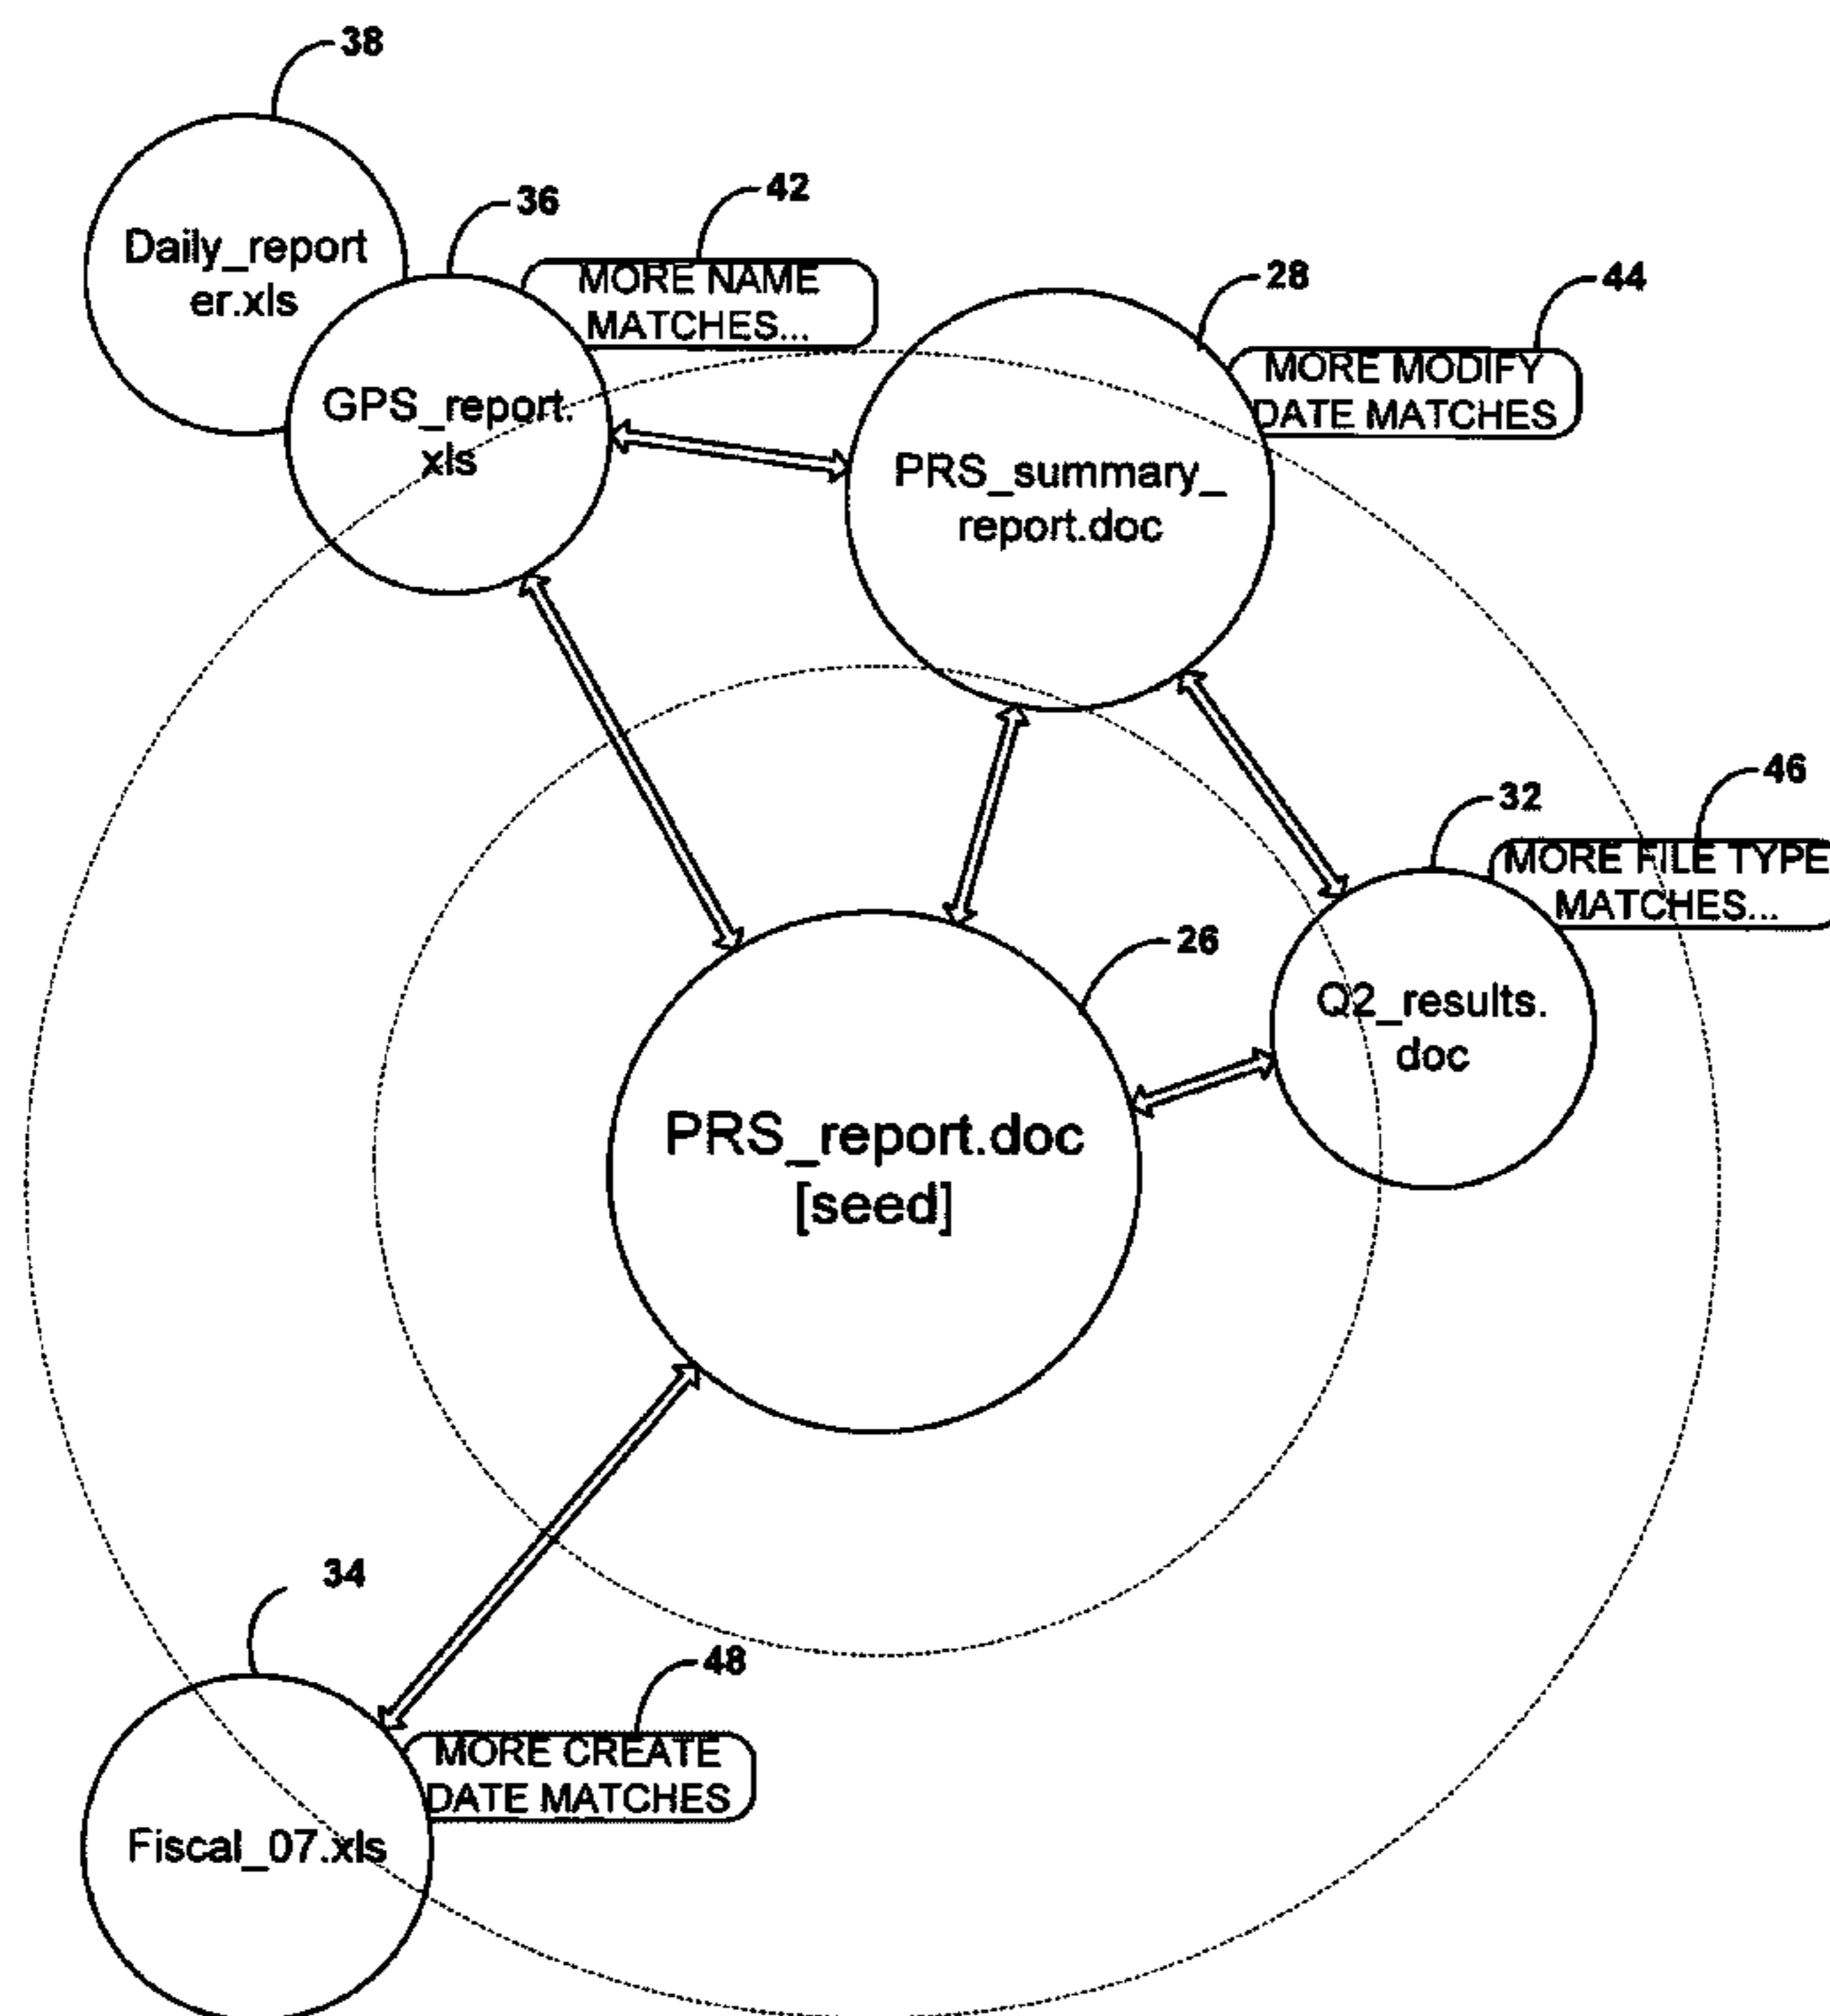 38
36
42
Daily_report
er.xls
MORE NAME
MATCHES...
28
44
GPS_report.
xls
MORE MODIFY
DATE MATCHES
PRS_summary_
report.doc
46
32
MORE FILE TYPE
MATCHES...
26
Q2_results.
doc
PRS_report.doc
[seed]
34
48
MORE CREATE
DATE MATCHES
Fiscal_07.xls